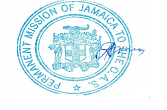 PERMANENT MISSION OF JAMAICA TO THE O.A.S.